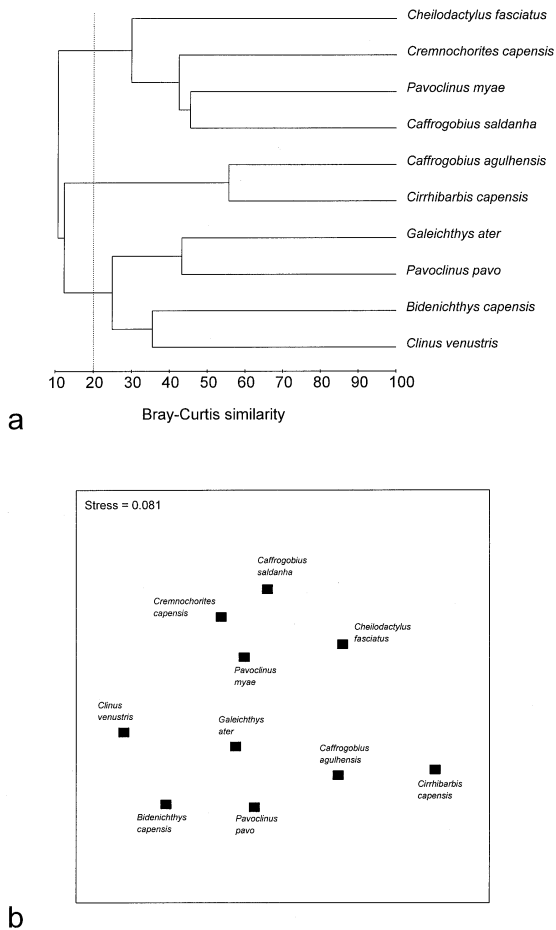 Cheilodactylus fasciatus
Cremnochorites capensis
Pavoclinus myae
Caffrogobius saldanha
Caffrogobius agulhensis
Cirrhibarbis capensis
Galeichthys ater
Pavoclinus pavo
Bidenichthys capensis
Clinus venustris
10 20 30 40 50 60 70 80 90 100
Bray-Curtis similarity
a
Stress = 0.081
Caffrogobius
saldanha
Cremnochorites
capensis
Cheilodactylus
fasciatus
Pavoclinus
myae
Clinus
venustris
Galeichthys
ater
Caffrogobius
agulhensis
Cirrhibarbis
capensis
Bidenichthys
capensis
Pavoclinus
pavo
b